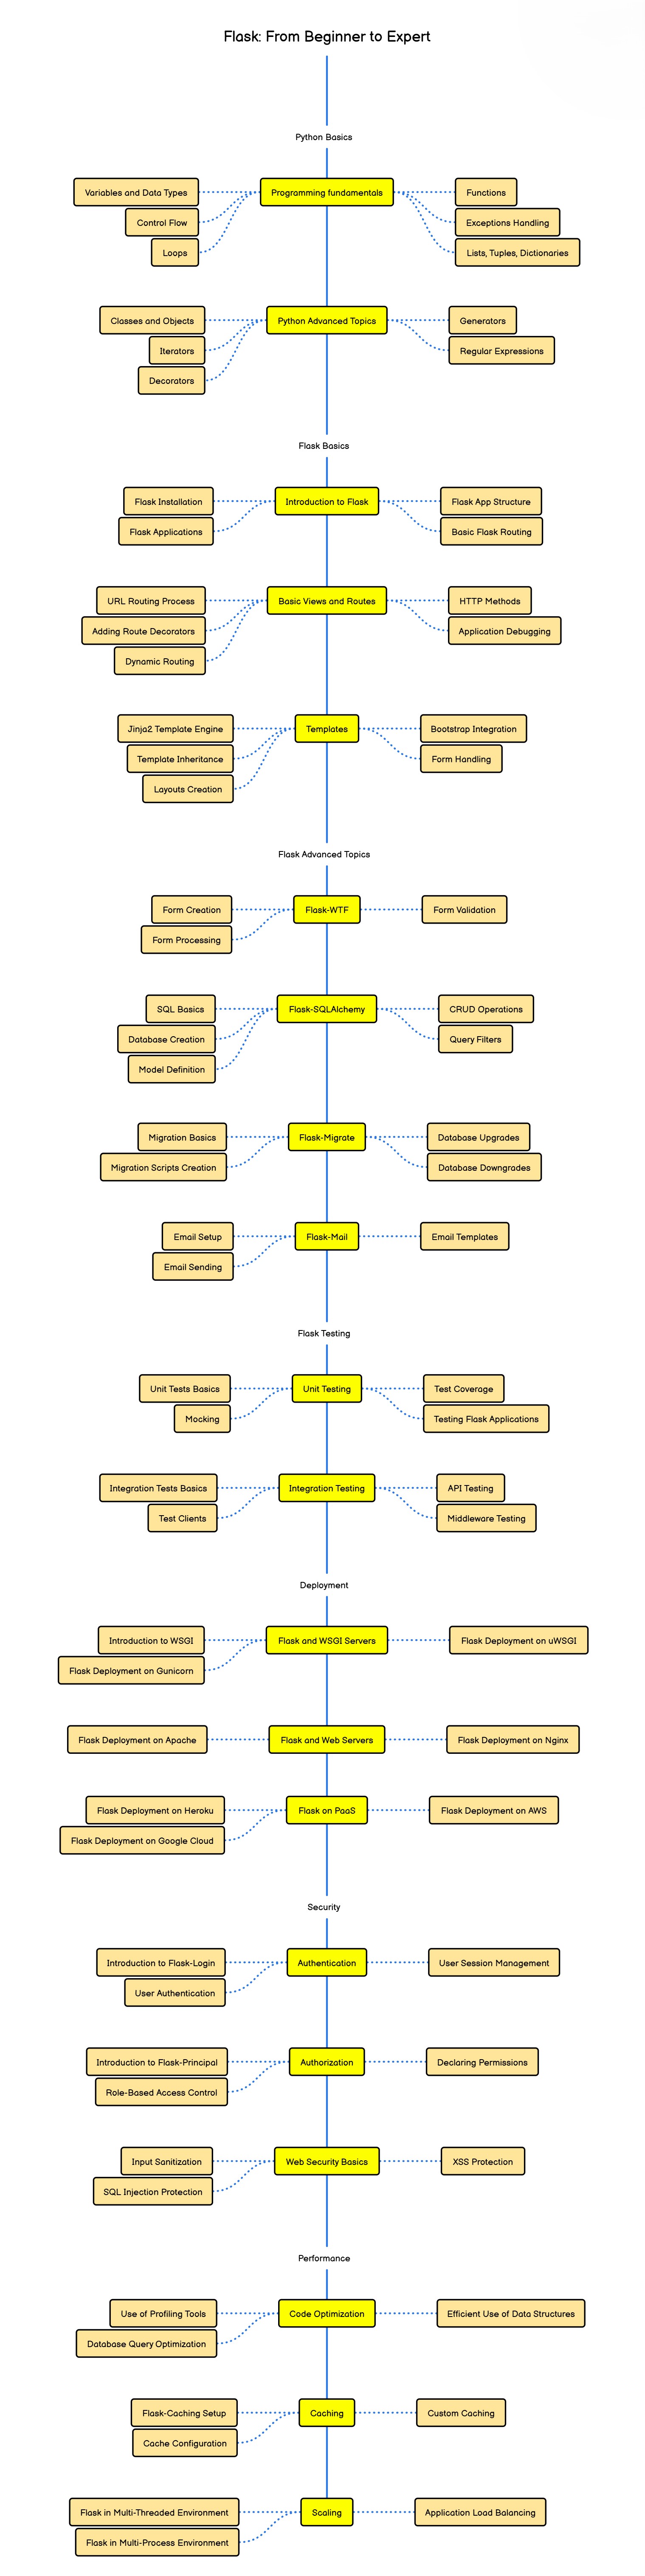 Flask: From Beginner to Expert
Python Basics
Variables and Data Types
Programming fundamentals
Functions
Control Flow
Exceptions Handling
Loops
Lists, Tuples, Dictionaries
Classes and Objects
Python Advanced Topics
Generators
Iterators
Regular Expressions
Decorators
Flask Basics
Flask Installation
Introduction to Flask
Flask App Structure
Flask Applications
Basic Flask Routing
URL Routing Process
Basic Views and Routes
HTTP Methods
Adding Route Decorators
Application Debugging
Dynamic Routing
Jinja2 Template Engine
Templates
Bootstrap Integration
Template Inheritance
Form Handling
Layouts Creation
Flask Advanced Topics
Form Creation
Flask-WTF
Form Validation
Form Processing
SQL Basics
Flask-SQLAlchemy
CRUD Operations
Database Creation
Query Filters
Model Definition
Migration Basics
Flask-Migrate
Database Upgrades
Migration Scripts Creation
Database Downgrades
Email Setup
Flask-Mail
Email Templates
Email Sending
Flask Testing
Unit Tests Basics
Unit Testing
Test Coverage
Mocking
Testing Flask Applications
Integration Tests Basics
Integration Testing
API Testing
Test Clients
Middleware Testing
Deployment
Introduction to WSGI
Flask and WSGI Servers
Flask Deployment on uWSGI
Flask Deployment on Gunicorn
Flask Deployment on Apache
Flask and Web Servers
Flask Deployment on Nginx
Flask Deployment on Heroku
Flask on PaaS
Flask Deployment on AWS
Flask Deployment on Google Cloud
Security
Introduction to Flask-Login
Authentication
User Session Management
User Authentication
Introduction to Flask-Principal
Authorization
Declaring Permissions
Role-Based Access Control
Input Sanitization
Web Security Basics
XSS Protection
SQL Injection Protection
Performance
Use of Profiling Tools
Code Optimization
Efficient Use of Data Structures
Database Query Optimization
Flask-Caching Setup
Caching
Custom Caching
Cache Configuration
Flask in Multi-Threaded Environment
Scaling
Application Load Balancing
Flask in Multi-Process Environment